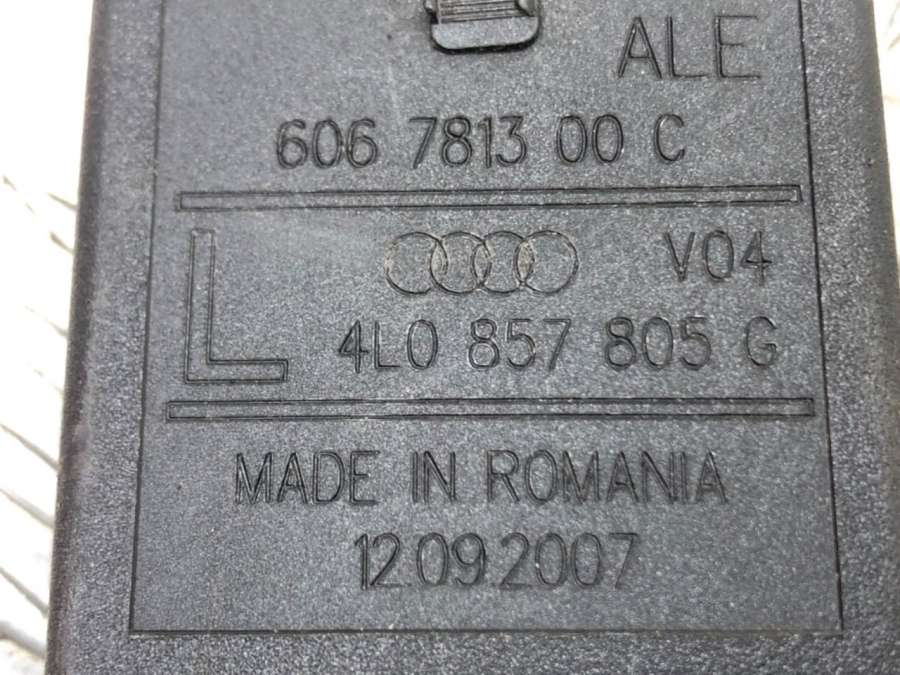 ALE
606 7813 00 C
L V04
4L0 857 805 G
MADE IN ROMANIA
12.09.2007